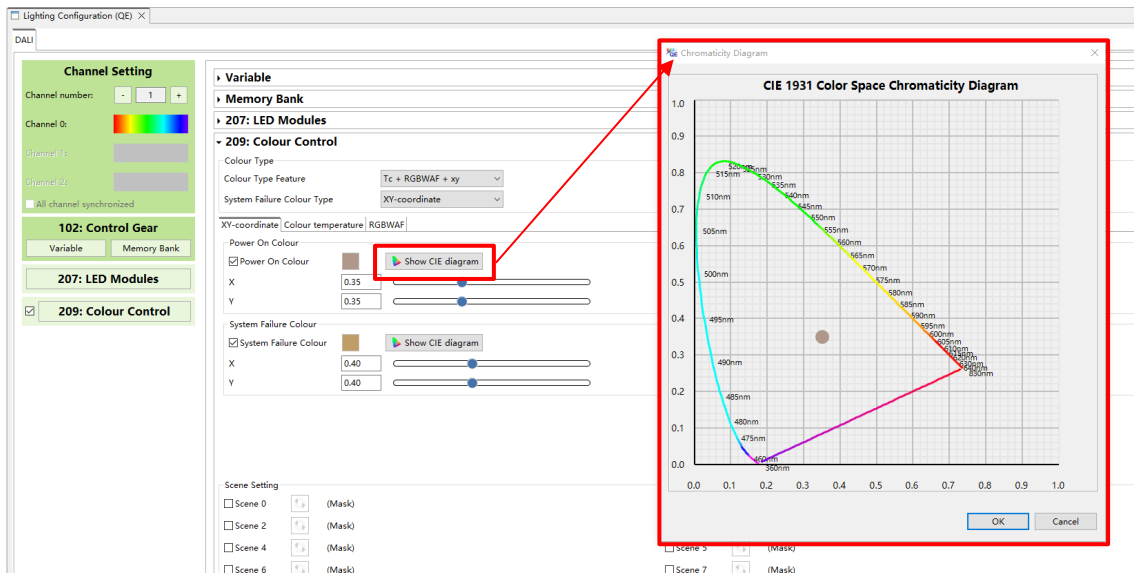 Lighting Configuration (QE)
DALI
Channel Setting
Channel number: - 1 +
Channel 0:
Channel 1:
Channel 2:
All channel synchronized
102: Control Gear
Variable Memory Bank
207: LED Modules
209: Colour Control
Variable
Memory Bank
207: LED Modules
209: Colour Control
Colour Type
Colour Type Feature Tc + RGBWAF + xy
System Failure Colour Type XY-coordinate
XY-coordinate Colour temperature RGBWAF
Power On Colour
Power On Colour Show CIE diagram
X 0.35
Y 0.35
System Failure Colour
System Failure Colour Show CIE diagram
X 0.40
Y 0.40
Scene Setting
Scene 0 (Mask)
Scene 2 (Mask)
Scene 4 (Mask)
Scene 5 (Mask)
Scene 6 (Mask)
Scene 7 (Mask)
Chromaticity Diagram
CIE 1931 Color Space Chromaticity Diagram
1.0
0.9
0.8
0.7
0.6
0.5
0.4
0.3
0.2
0.1
0.0
0.0 0.1 0.2 0.3 0.4 0.5 0.6 0.7 0.8 0.9 1.0
520nm
525nm
515nm
530nm
535nm
510nm
540nm
545nm
550nm
505nm
555nm
560nm
565nm
500nm
570nm
575nm
580nm
585nm
495nm
590nm
595nm
600nm
605nm
610nm
490nm
620nm
630nm
640nm
830nm
485nm
480nm
475nm
460nm
360nm
OK Cancel